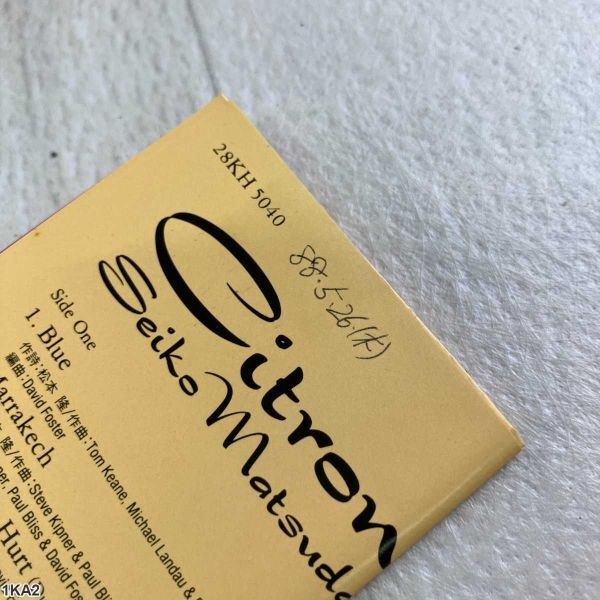 28KH 5040
Citron
Seiko Matsuda
88.5.26.(木)
Side One
1. Blue
作詩:松本 隆/作曲:Tom Keane, Michael Landau &
編曲:David Foster
Marrakech
隆/作曲:Steve Kipner & Paul
Paul Bliss & David Foster
Hurt
1KA2